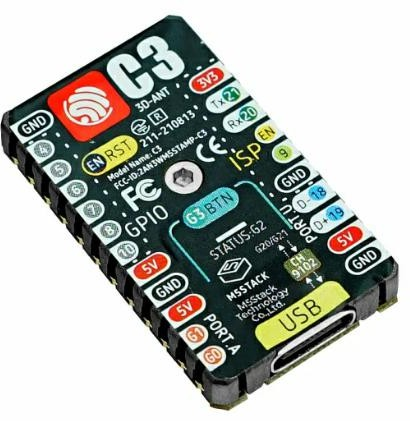 C3
3D-ANT
R 211-210813
EN RST
Model Name: C3
FCC-ID:2AN3WM5STAMP-C3
FC CE
GND
4
5
6
7
8
10
5V
GND
5V
G1
G0
GPIO
PORT.A
3V3
Tx 21
Rx 20
I.S.P
EN
9
GND
D- 18
D+ 19
5V
GND
PORT.U
G3 BTN
STATUS:G2
G20/G21
CH
9102
M5STACK
M5Stack
Technology
Co.,Ltd.
USB